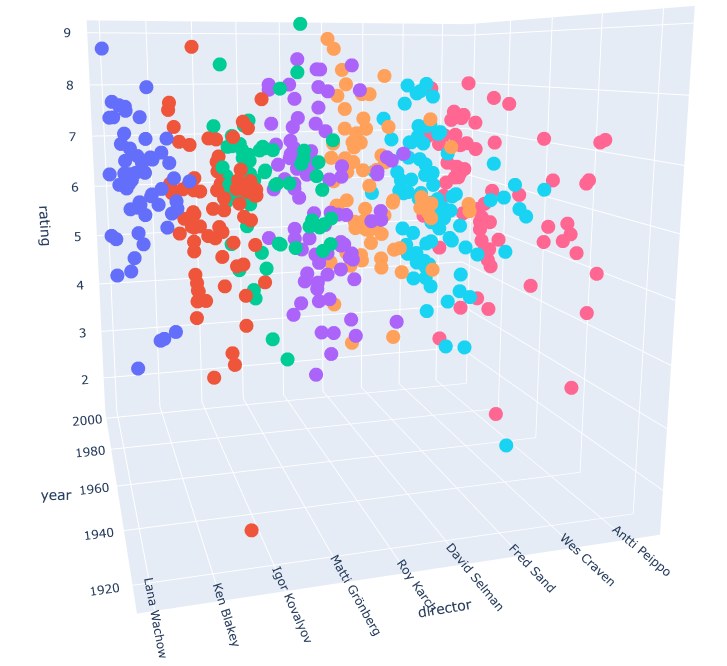 9
8
7
6
5
4
3
2
rating
2000
1980
1960
1940
1920
year
Lana Wachow
Ken Blakey
Igor Kovalyov
Matti Grönberg
Roy Karch
David Selman
Fred Sand
Wes Craven
Antti Peippo
director